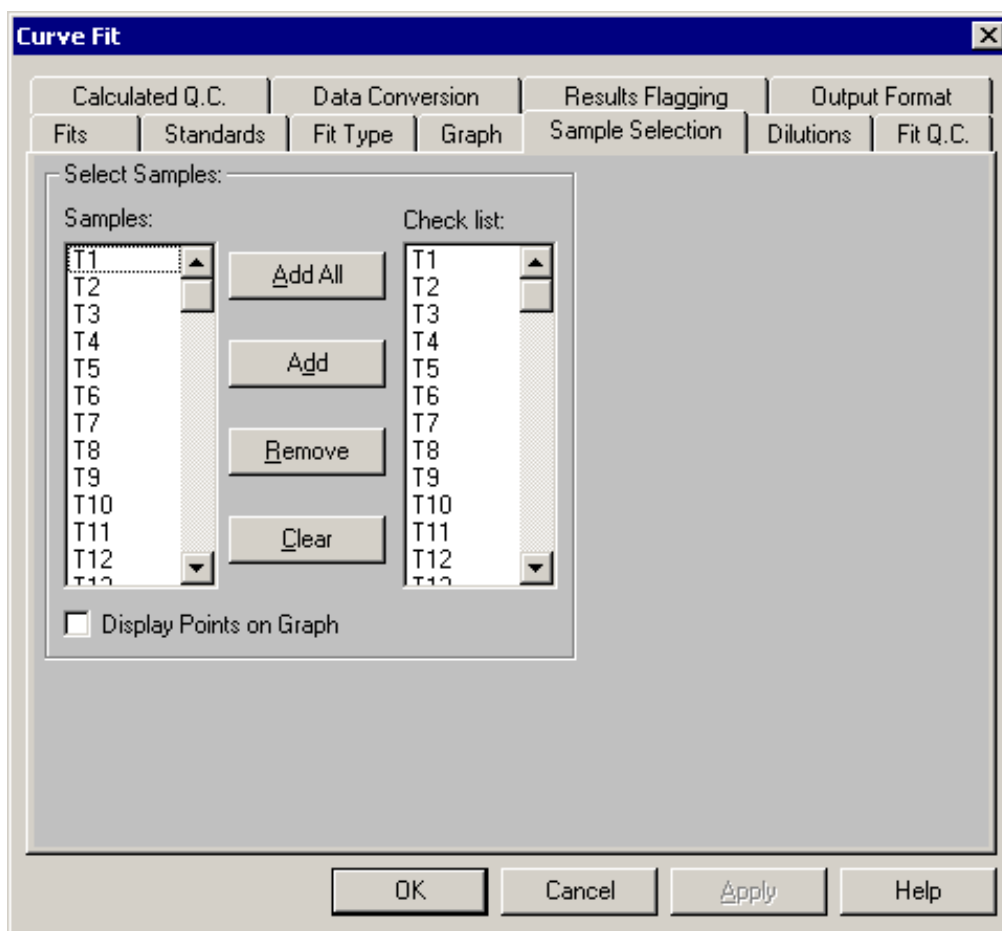 Curve Fit
Calculated Q.C. Data Conversion Results Flagging Output Format
Fits Standards Fit Type Graph Sample Selection Dilutions Fit Q.C.
Select Samples:
Samples: Check list:
T1 Add All T1
T2 T2
T3 T3
T4 Add T4
T5 T5
T6 T6
T7 T7
T8 Remove T8
T9 T9
T10 T10
T11 Clear T11
T12 T12
Display Points on Graph
OK Cancel Apply Help